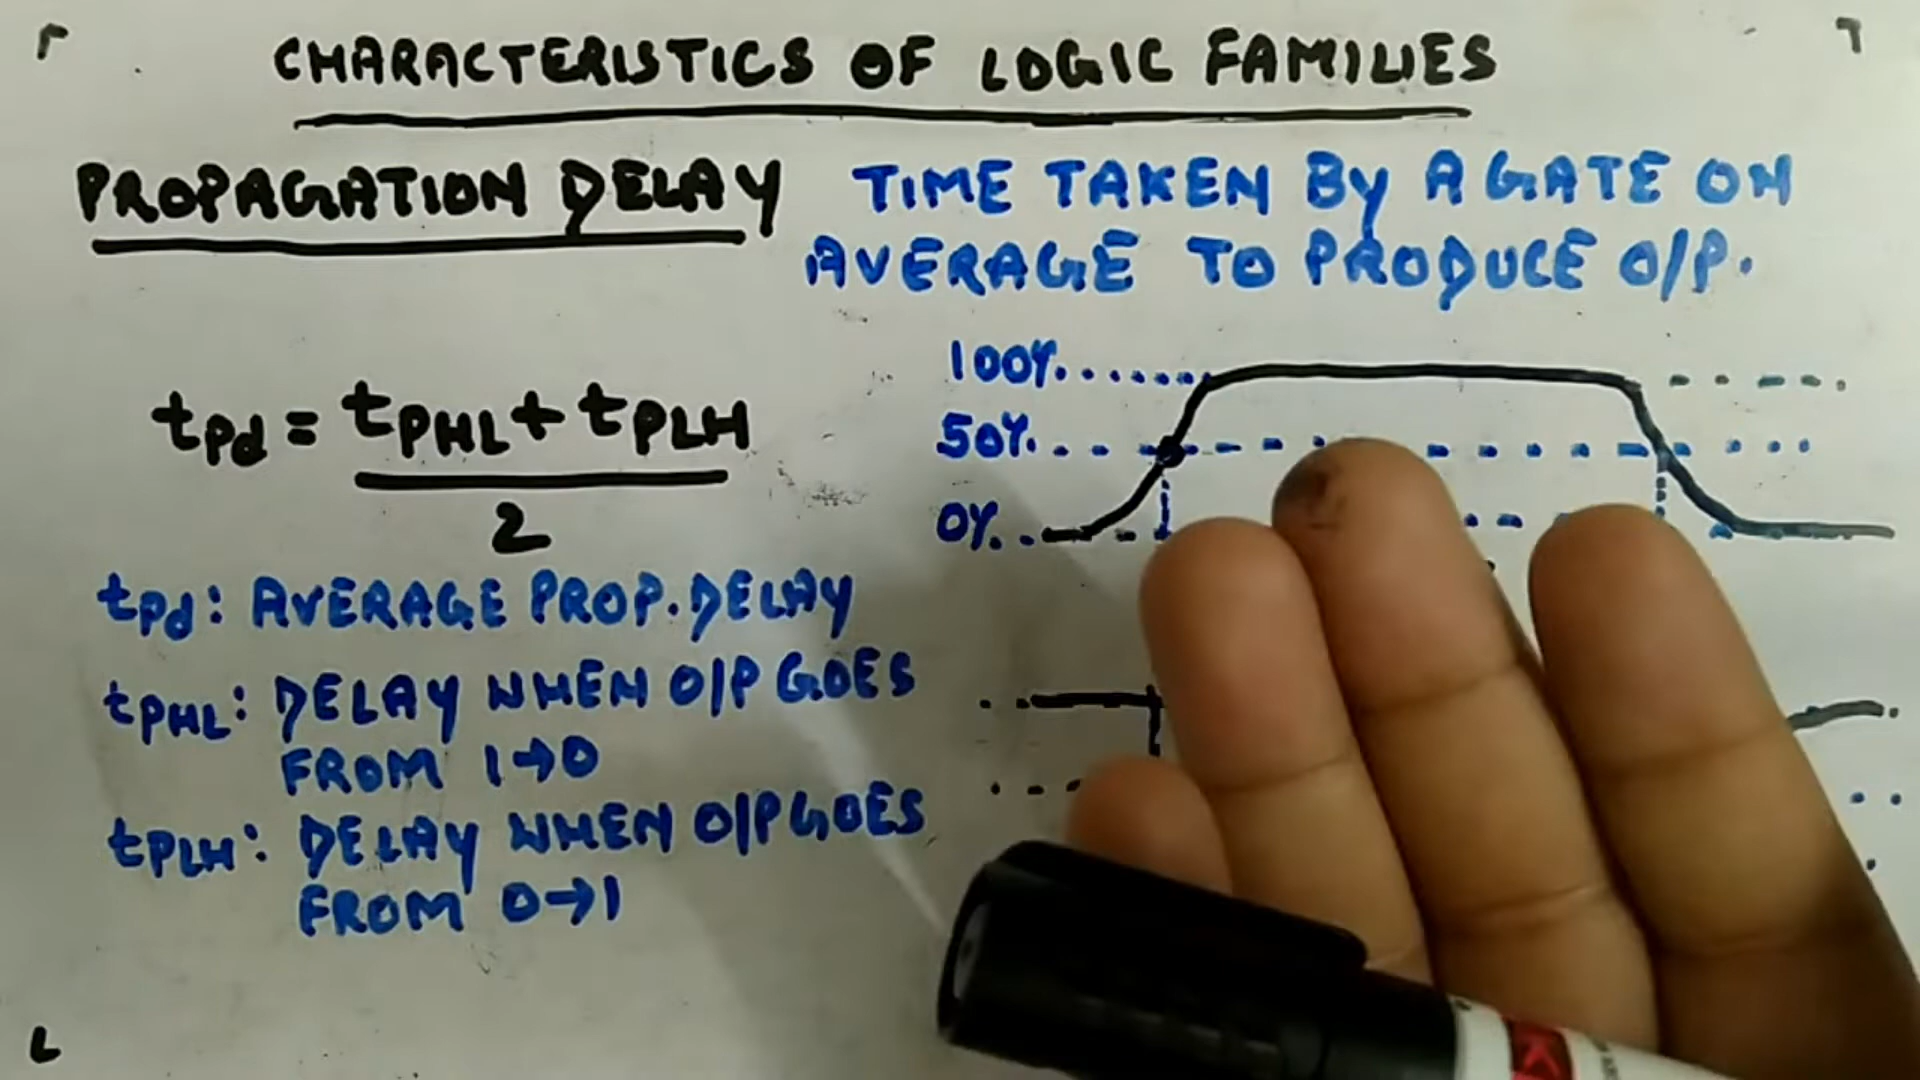 CHARACTERISTICS OF LOGIC FAMILIES
PROPAGATION DELAY TIME TAKEN BY A GATE ON
AVERAGE TO PRODUCE O/P.
tpd = tPHL + tPLH
2
tpd: AVERAGE PROP. DELAY
tPHL: DELAY WHEN O/P GOES
FROM 1→0
tPLH: DELAY WHEN O/P GOES
FROM 0→1
100%
50%
0%